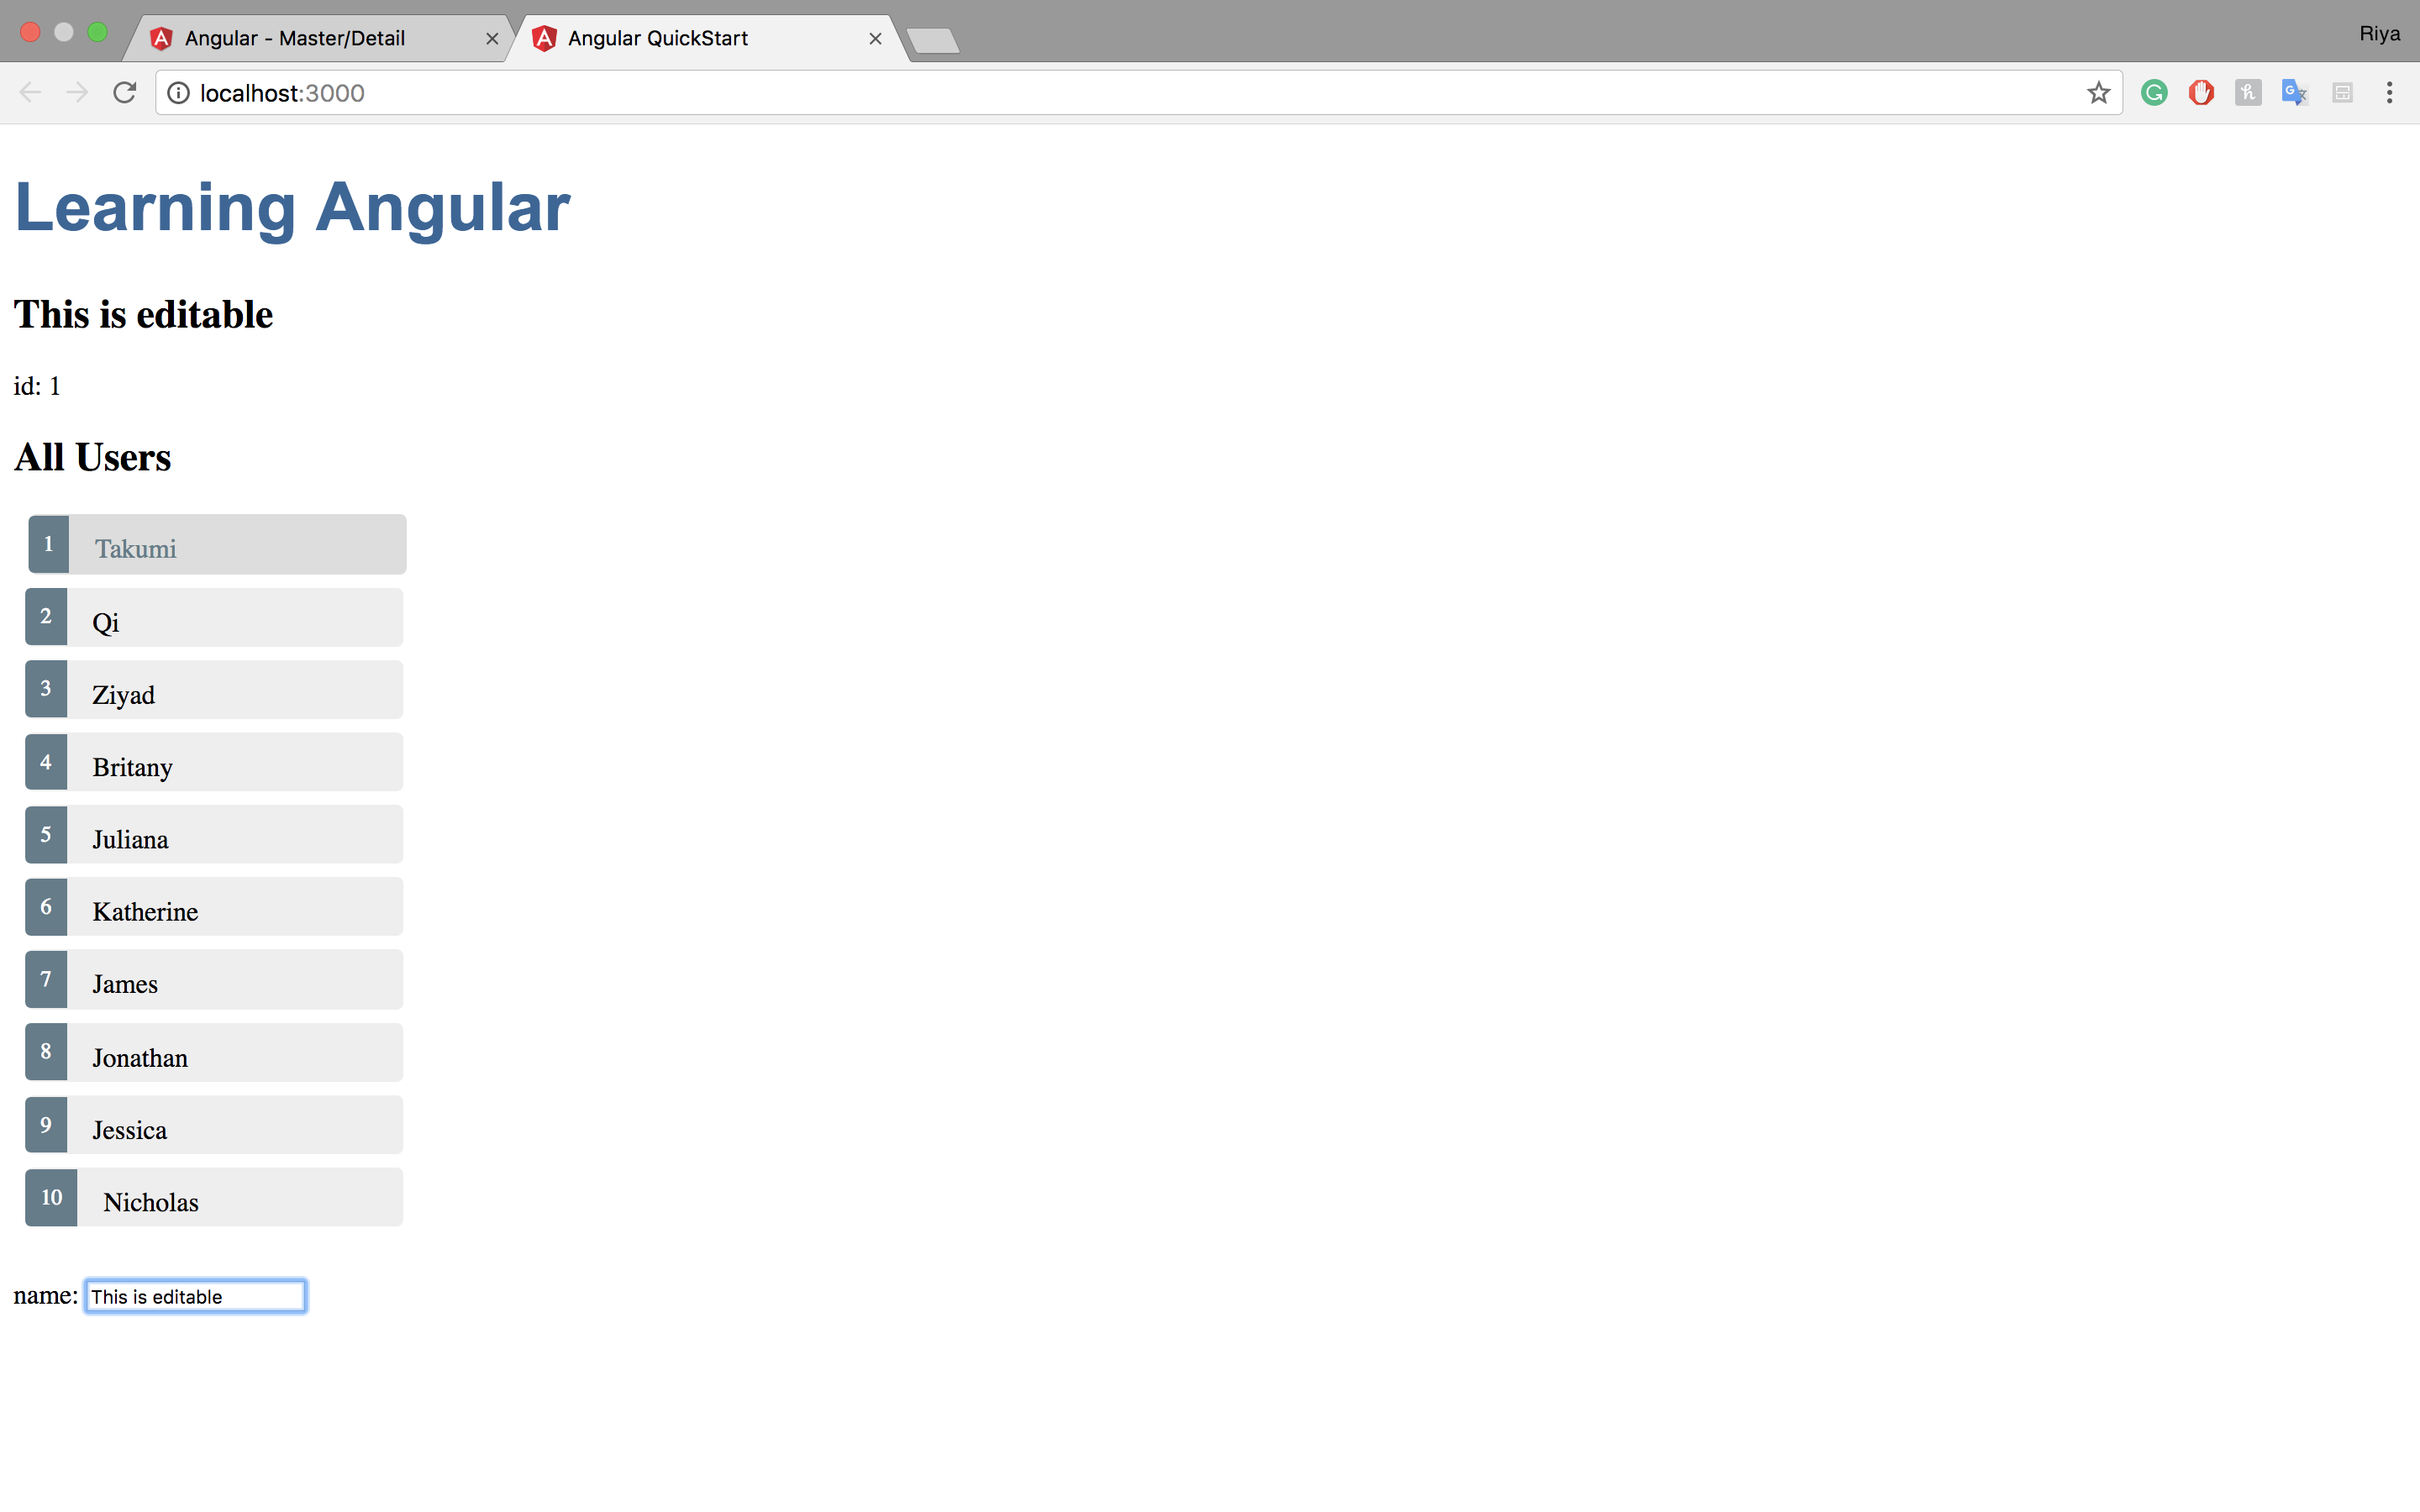 Angular - Master/Detail
Angular QuickStart
Riya
localhost:3000
Learning Angular
This is editable
id: 1
All Users
1 Takumi
2 Qi
3 Ziyad
4 Britany
5 Juliana
6 Katherine
7 James
8 Jonathan
9 Jessica
10 Nicholas
name: This is editable